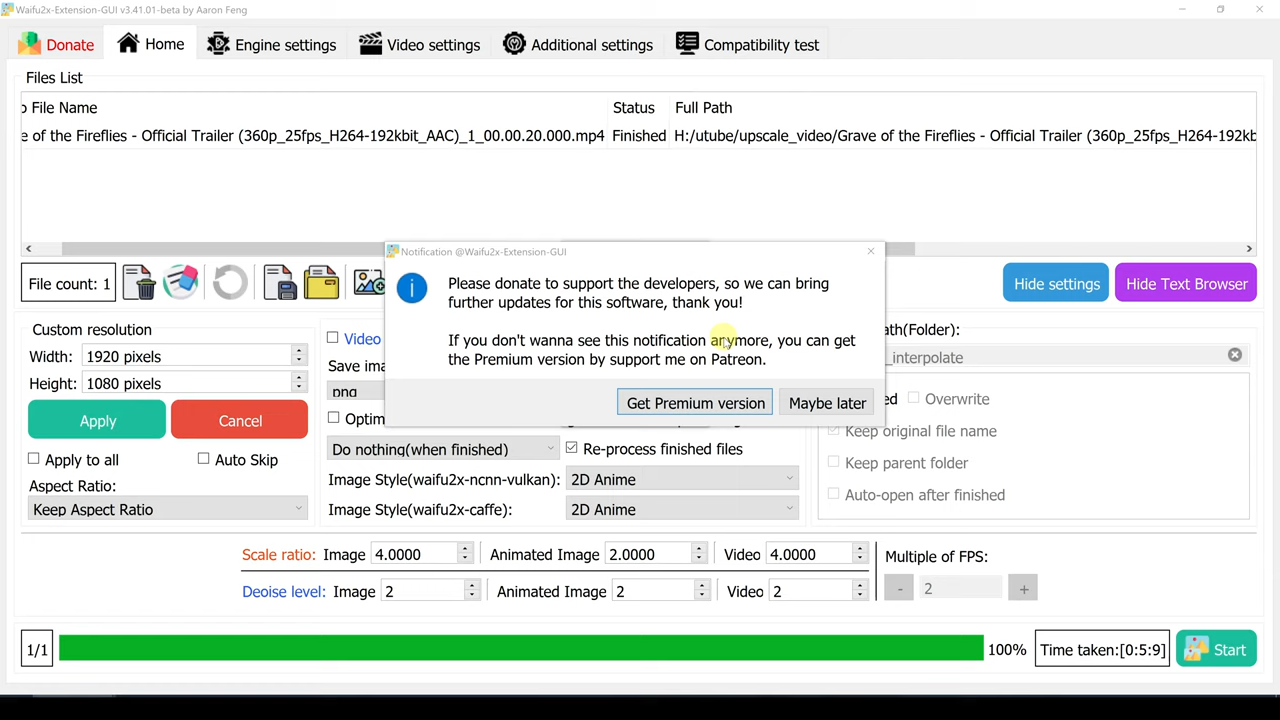 Waifu2x-Extension-GUI v3.41.01-beta by Aaron Feng
Donate
Home
Engine settings
Video settings
Additional settings
Compatibility test
Files List
File Name
Status
Full Path
e of the Fireflies - Official Trailer (360p_25fps_H264-192kbit_AAC)_1_00.00.20.000.mp4
Finished
H:/utube/upscale_video/Grave of the Fireflies - Official Trailer (360p_25fps_H264-192kb
Notification @Waifu2x-Extension-GUI
Please donate to support the developers, so we can bring
further updates for this software, thank you!
If you don't wanna see this notification anymore, you can get
the Premium version by support me on Patreon.
Get Premium version
Maybe later
File count: 1
Hide settings
Hide Text Browser
Custom resolution
Width: 1920 pixels
Height: 1080 pixels
Apply
Cancel
Apply to all
Auto Skip
Aspect Ratio:
Keep Aspect Ratio
Video
Save ima
png
Optim
Do nothing(when finished)
Re-process finished files
Image Style(waifu2x-ncnn-vulkan): 2D Anime
Image Style(waifu2x-caffe): 2D Anime
ath(Folder):
_interpolate
ed
Overwrite
Keep original file name
Keep parent folder
Auto-open after finished
Scale ratio: Image 4.0000 Animated Image 2.0000 Video 4.0000
Deoise level: Image 2 Animated Image 2 Video 2
Multiple of FPS:
- 2 +
1/1
100%
Time taken:[0:5:9]
Start